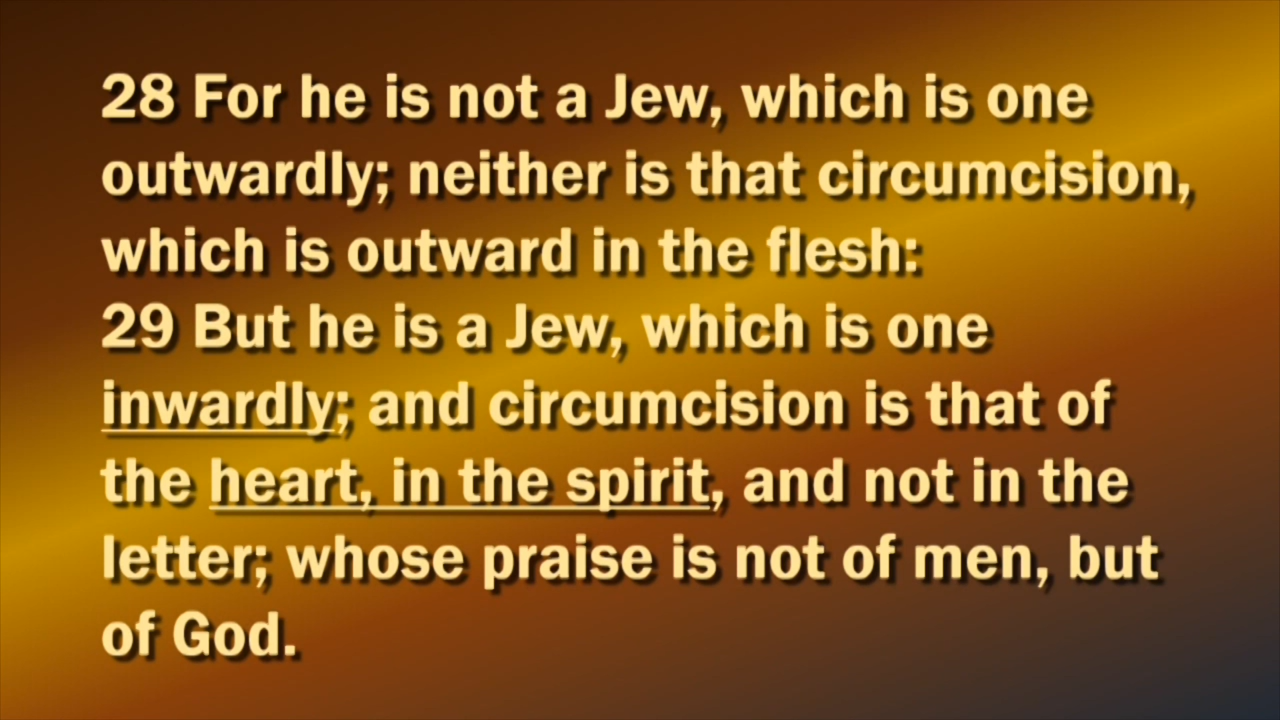 28 For he is not a Jew, which is one
outwardly; neither is that circumcision,
which is outward in the flesh:
29 But he is a Jew, which is one
inwardly; and circumcision is that of
the heart, in the spirit, and not in the
letter; whose praise is not of men, but
of God.